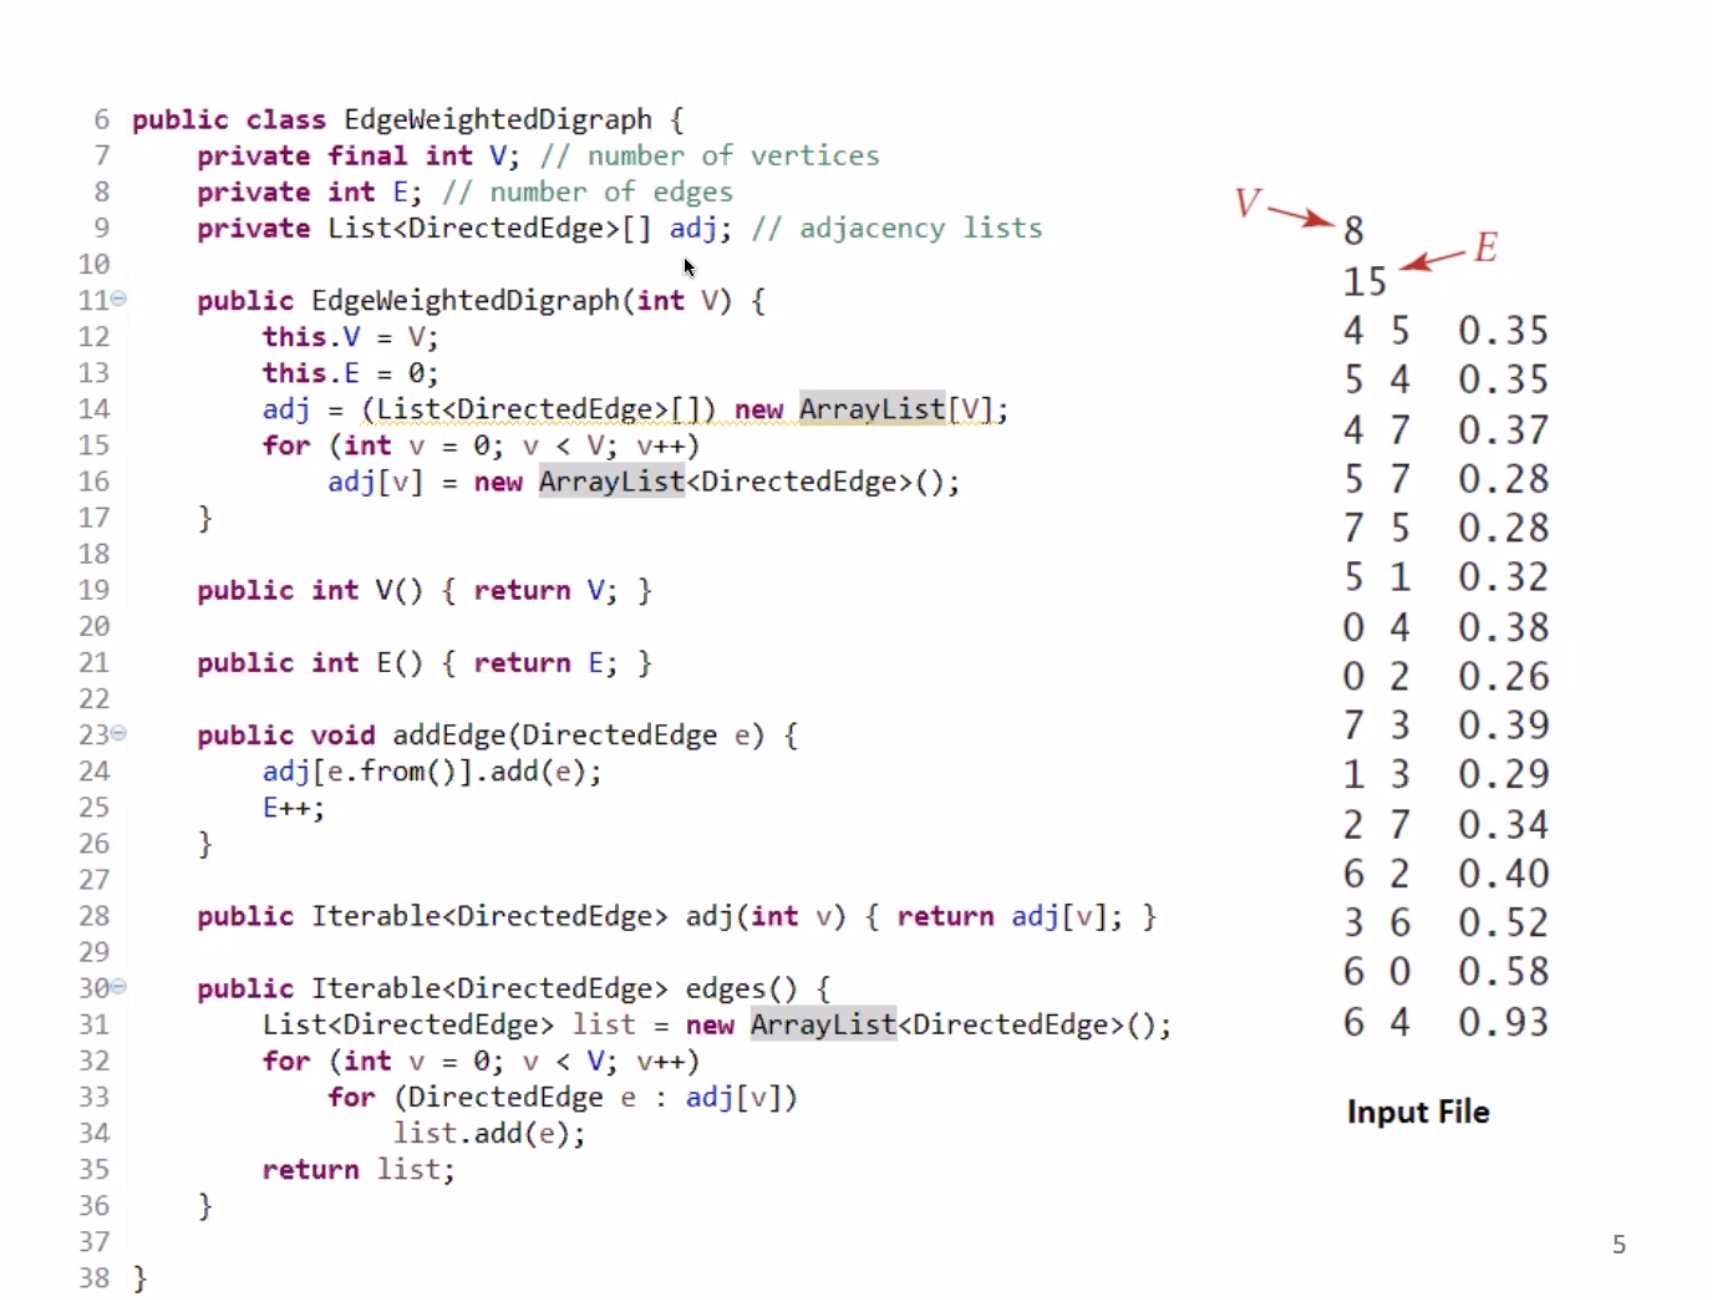 6 public class EdgeWeightedDigraph {
7     private final int V; // number of vertices
8     private int E; // number of edges
9     private List<DirectedEdge>[] adj; // adjacency lists
10
11     public EdgeWeightedDigraph(int V) {
12         this.V = V;
13         this.E = 0;
14         adj = (List<DirectedEdge>[]) new ArrayList[V];
15         for (int v = 0; v < V; v++)
16             adj[v] = new ArrayList<DirectedEdge>();
17     }
18
19     public int V() { return V; }
20
21     public int E() { return E; }
22
23     public void addEdge(DirectedEdge e) {
24         adj[e.from()].add(e);
25         E++;
26     }
27
28     public Iterable<DirectedEdge> adj(int v) { return adj[v]; }
29
30     public Iterable<DirectedEdge> edges() {
31         List<DirectedEdge> list = new ArrayList<DirectedEdge>();
32         for (int v = 0; v < V; v++)
33             for (DirectedEdge e : adj[v])
34                 list.add(e);
35         return list;
36     }
37
38 }
V
8
E
15
4 5 0.35
5 4 0.35
4 7 0.37
5 7 0.28
7 5 0.28
5 1 0.32
0 4 0.38
0 2 0.26
7 3 0.39
1 3 0.29
2 7 0.34
6 2 0.40
3 6 0.52
6 0 0.58
6 4 0.93
Input File
5